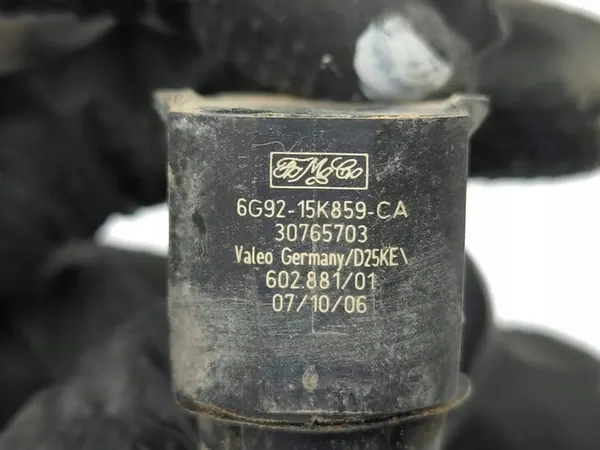 FoMoCo
6G92-15K859-CA
30765703
Valeo Germany/D25KE\
602.881/01
07/10/06